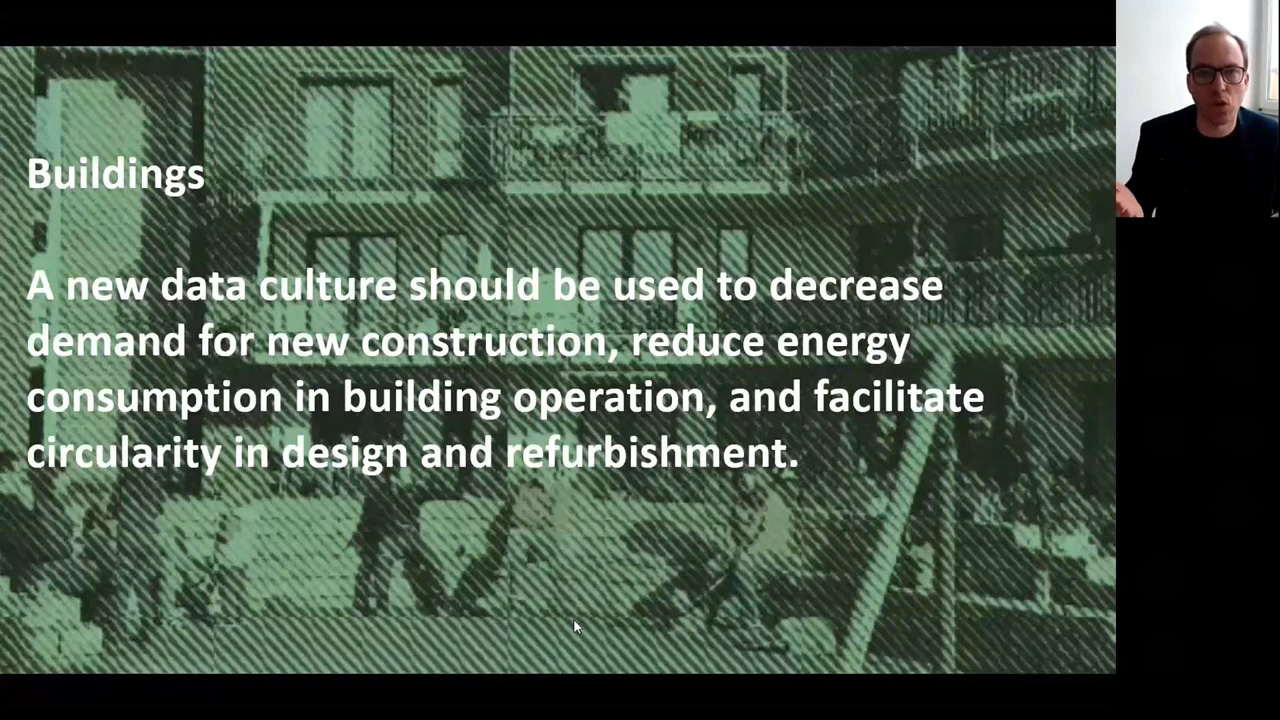 Buildings
A new data culture should be used to decrease
demand for new construction, reduce energy
consumption in building operation, and facilitate
circularity in design and refurbishment.